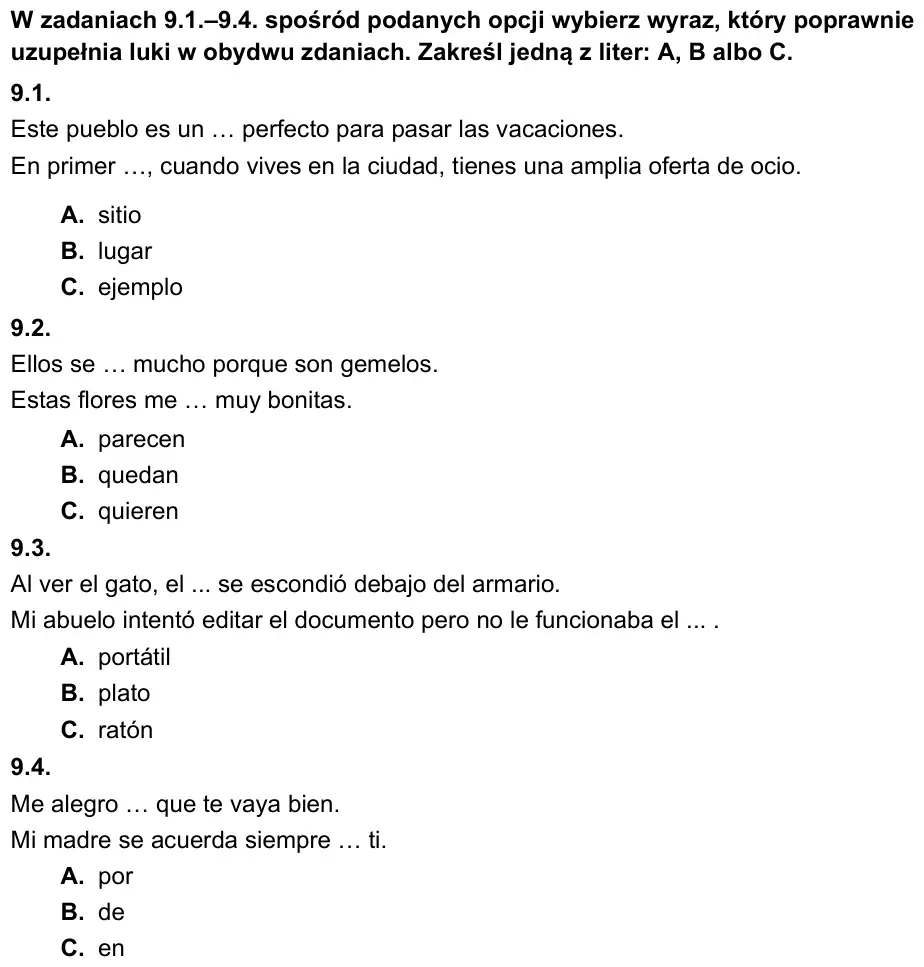 W zadaniach 9.1.–9.4. spośród podanych opcji wybierz wyraz, który poprawnie
uzupełnia luki w obydwu zdaniach. Zakreśl jedną z liter: A, B albo C.
9.1.
Este pueblo es un … perfecto para pasar las vacaciones.
En primer …, cuando vives en la ciudad, tienes una amplia oferta de ocio.
A. sitio
B. lugar
C. ejemplo
9.2.
Ellos se … mucho porque son gemelos.
Estas flores me … muy bonitas.
A. parecen
B. quedan
C. quieren
9.3.
Al ver el gato, el ... se escondió debajo del armario.
Mi abuelo intentó editar el documento pero no le funcionaba el ... .
A. portátil
B. plato
C. ratón
9.4.
Me alegro … que te vaya bien.
Mi madre se acuerda siempre … ti.
A. por
B. de
C. en